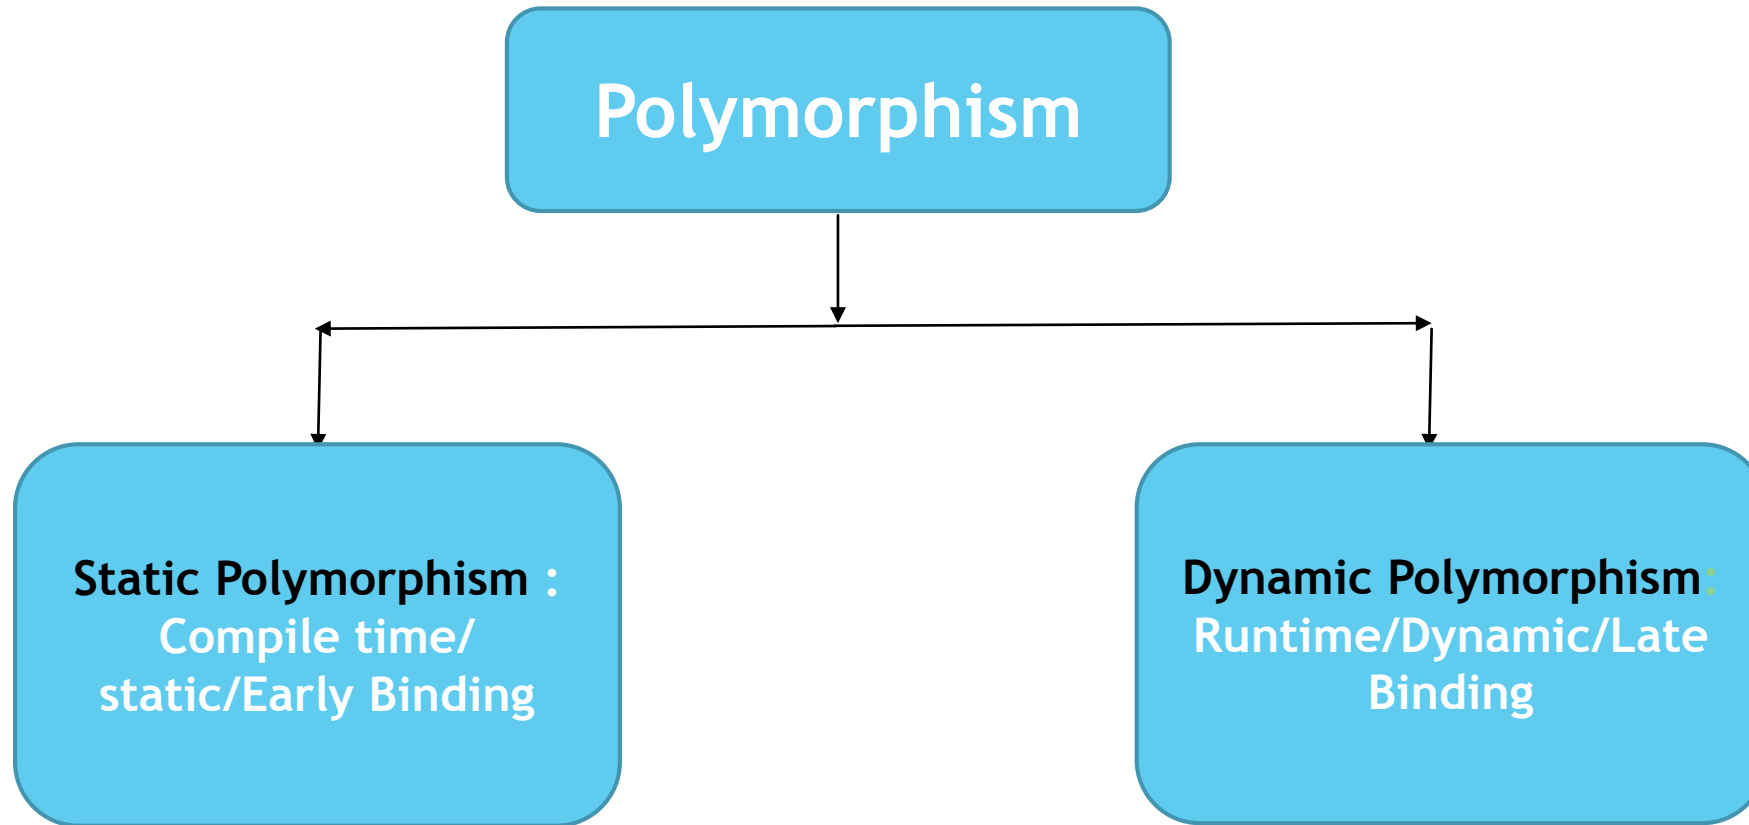 Polymorphism
Static Polymorphism :
Compile time/
static/Early Binding
Dynamic Polymorphism:
Runtime/Dynamic/Late
Binding